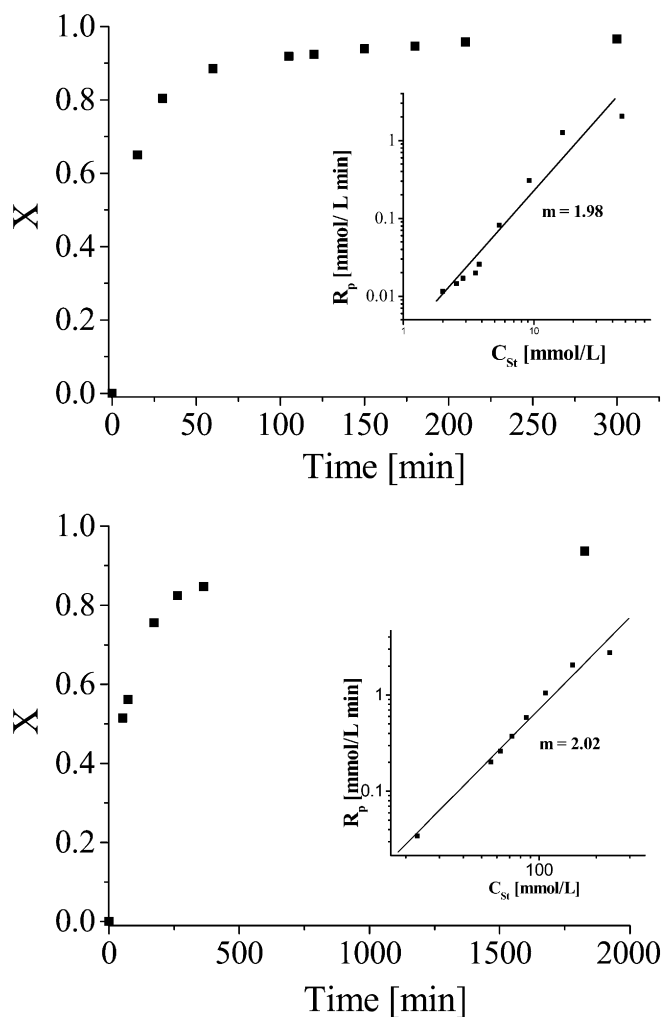 1.0
0.8
0.6
0.4
0.2
0.0
X
0 50 100 150 200 250 300
Time [min]
1
0.1
0.01
R_p [mmol/ L min]
m = 1.98
1 10
C_St [mmol/L]
1.0
0.8
0.6
0.4
0.2
0.0
X
0 500 1000 1500 2000
Time [min]
1
0.1
R_p [mmol/L min]
m = 2.02
100
C_St [mmol/L]